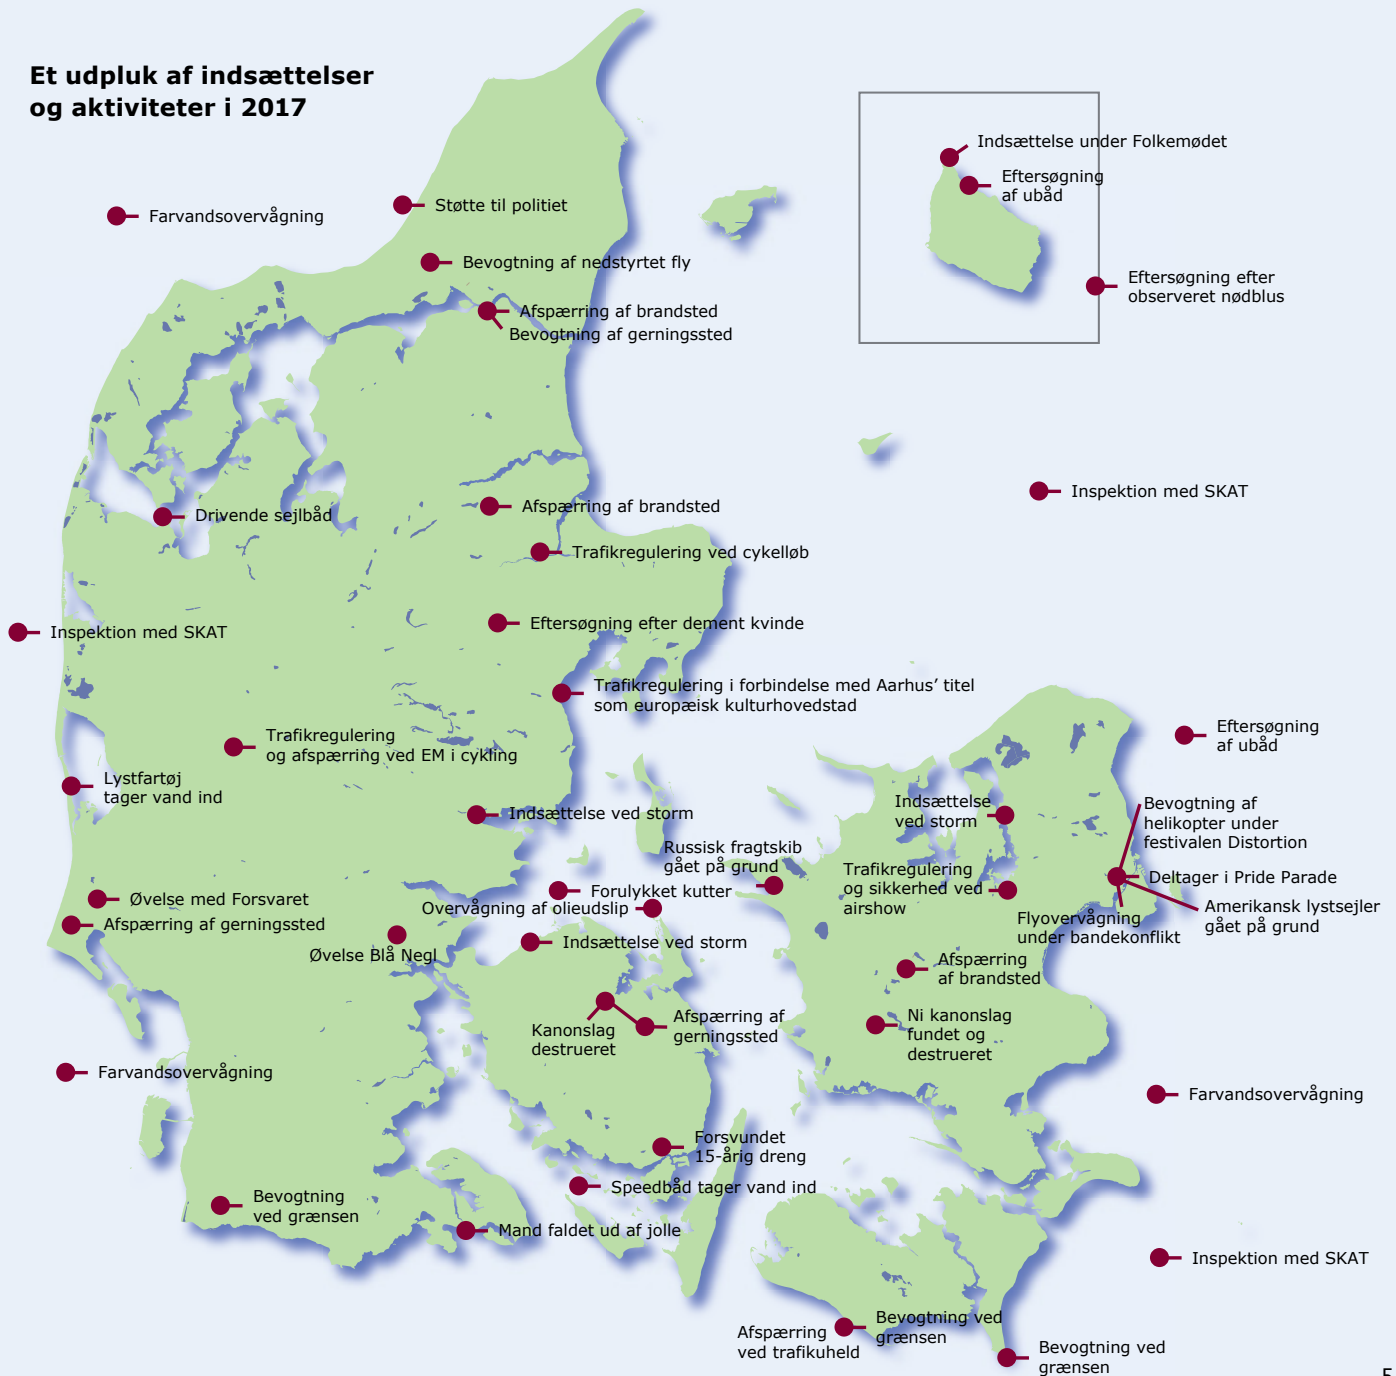 Et udpluk af indsættelser
og aktiviteter i 2017
Indsættelse under Folkemødet
Eftersøgning
af ubåd
Eftersøgning efter
observeret nødblus
Farvandsovervågning
Støtte til politiet
Bevogtning af nedstyrtet fly
Afspærring af brandsted
Bevogtning af gerningssted
Inspektion med SKAT
Afspærring af brandsted
Drivende sejlbåd
Trafikregulering ved cykelløb
Eftersøgning efter dement kvinde
Inspektion med SKAT
Trafikregulering i forbindelse med Aarhus’ titel
som europæisk kulturhovedstad
Eftersøgning
af ubåd
Trafikregulering
og afspærring ved EM i cykling
Lystfartøj
tager vand ind
Indsættelse ved storm
Indsættelse
ved storm
Bevogtning af
helikopter under
festivalen Distortion
Russisk fragtskib
gået på grund
Trafikregulering
og sikkerhed ved
airshow
Deltager i Pride Parade
Amerikansk lystsejler
gået på grund
Flyovervågning
under bandekonflikt
Forulykket kutter
Overvågning af olieudslip
Øvelse med Forsvaret
Afspærring af gerningssted
Øvelse Blå Negl
Indsættelse ved storm
Afspærring
af brandsted
Kanonslag
destrueret
Afspærring af
gerningssted
Ni kanonslag
fundet og
destrueret
Farvandsovervågning
Farvandsovervågning
Forsvundet
15-årig dreng
Speedbåd tager vand ind
Bevogtning
ved grænsen
Mand faldet ud af jolle
Inspektion med SKAT
Afspærring
ved trafikuheld
Bevogtning ved
grænsen
Bevogtning ved
grænsen
5